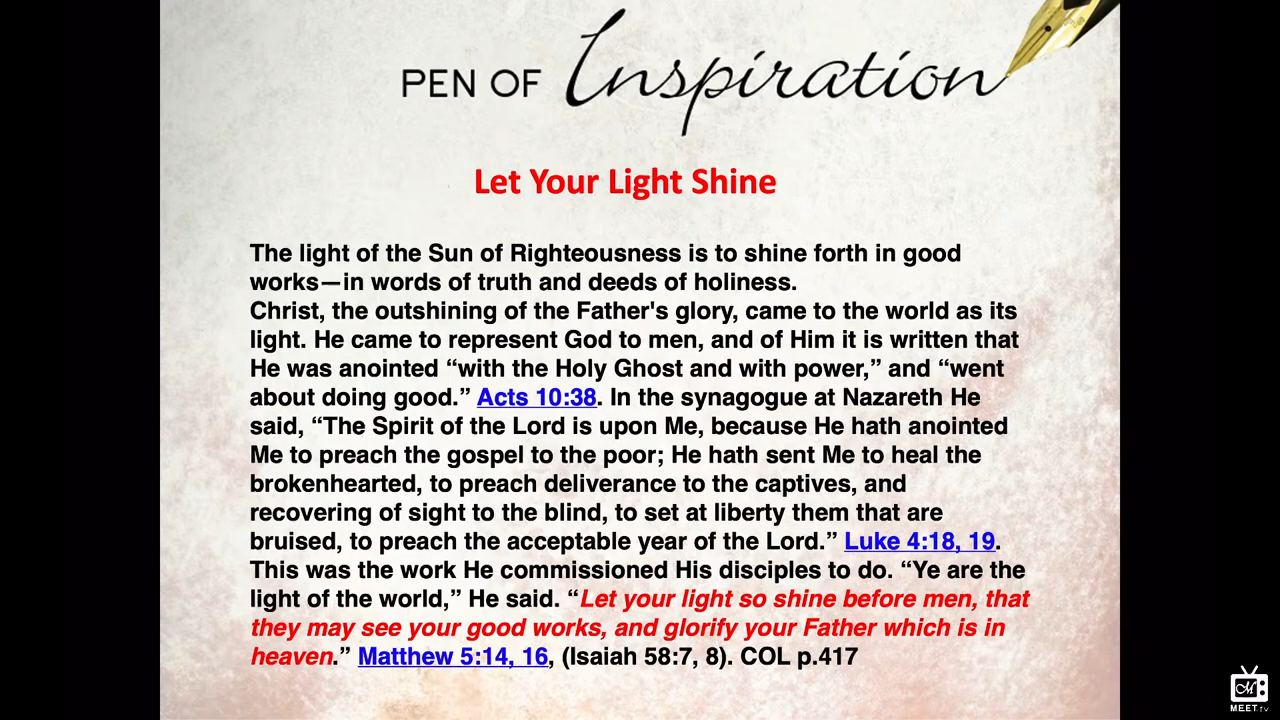 PEN OF Inspiration
Let Your Light Shine
The light of the Sun of Righteousness is to shine forth in good
works—in words of truth and deeds of holiness.
Christ, the outshining of the Father's glory, came to the world as its
light. He came to represent God to men, and of Him it is written that
He was anointed “with the Holy Ghost and with power,” and “went
about doing good.” Acts 10:38. In the synagogue at Nazareth He
said, “The Spirit of the Lord is upon Me, because He hath anointed
Me to preach the gospel to the poor; He hath sent Me to heal the
brokenhearted, to preach deliverance to the captives, and
recovering of sight to the blind, to set at liberty them that are
bruised, to preach the acceptable year of the Lord.” Luke 4:18, 19.
This was the work He commissioned His disciples to do. “Ye are the
light of the world,” He said. “Let your light so shine before men, that
they may see your good works, and glorify your Father which is in
heaven.” Matthew 5:14, 16, (Isaiah 58:7, 8). COL p.417
M
MEET.TV